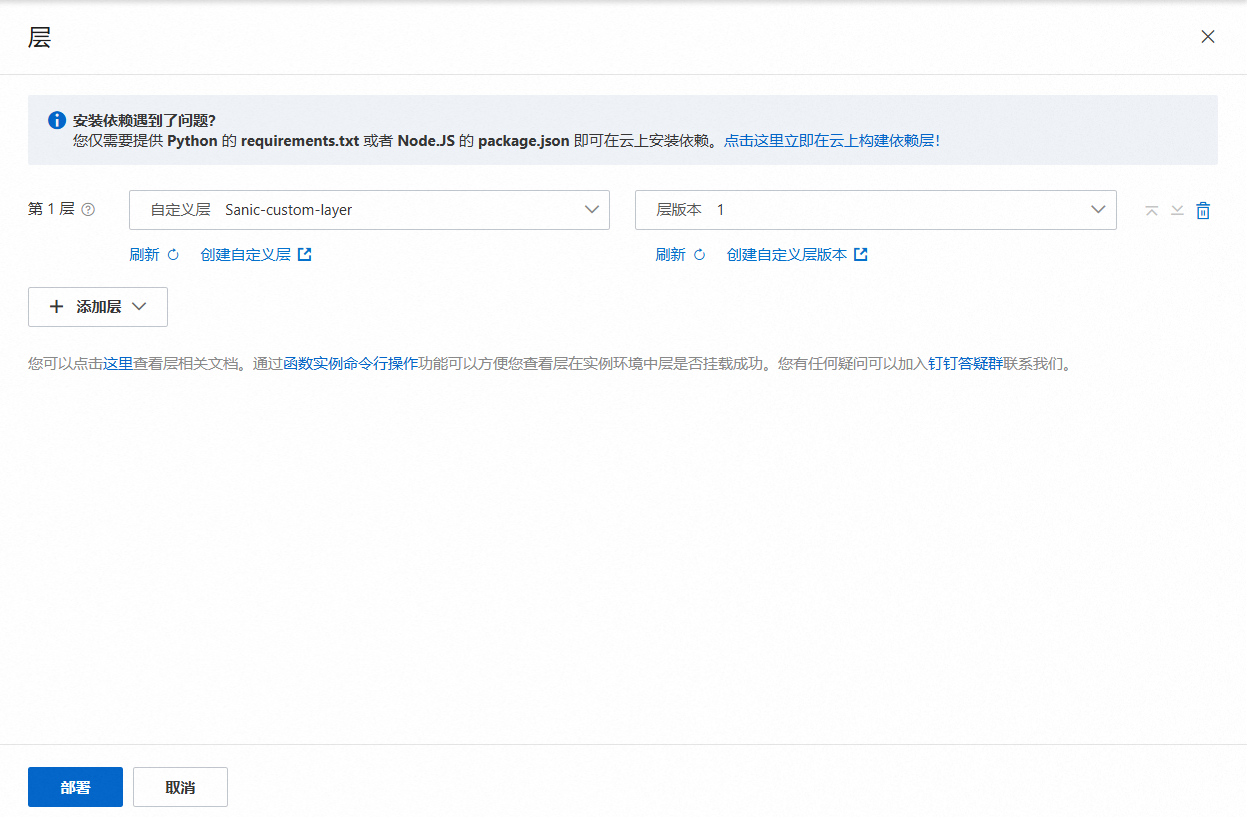 层
安装依赖遇到了问题?
您仅需要提供 Python 的 requirements.txt 或者 Node.JS 的 package.json 即可在云上安装依赖。点击这里立即在云上构建依赖层!
第 1 层 自定义层 Sanic-custom-layer 层版本 1
刷新 创建自定义层 刷新 创建自定义层版本
添加层
您可以点击这里查看层相关文档。通过函数实例命令行操作功能可以方便您查看层在实例环境中层是否挂载成功。您有任何疑问可以加入钉钉答疑群联系我们。
部署 取消